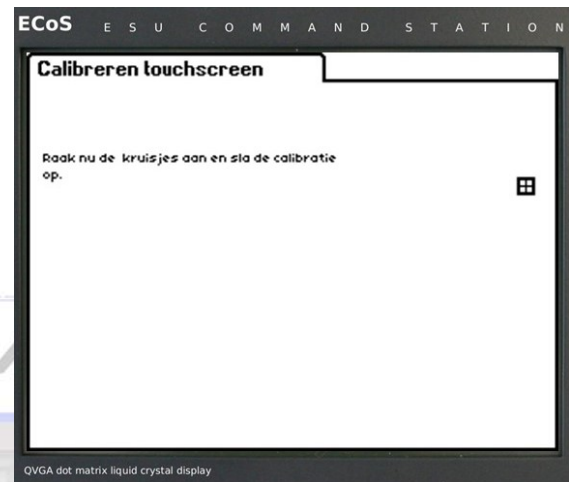 ECoS ESU COMMAND STATION
Calibreren touchscreen
Raak nu de kruisjes aan en sla de calibratie
op.
QVGA dot matrix liquid crystal display